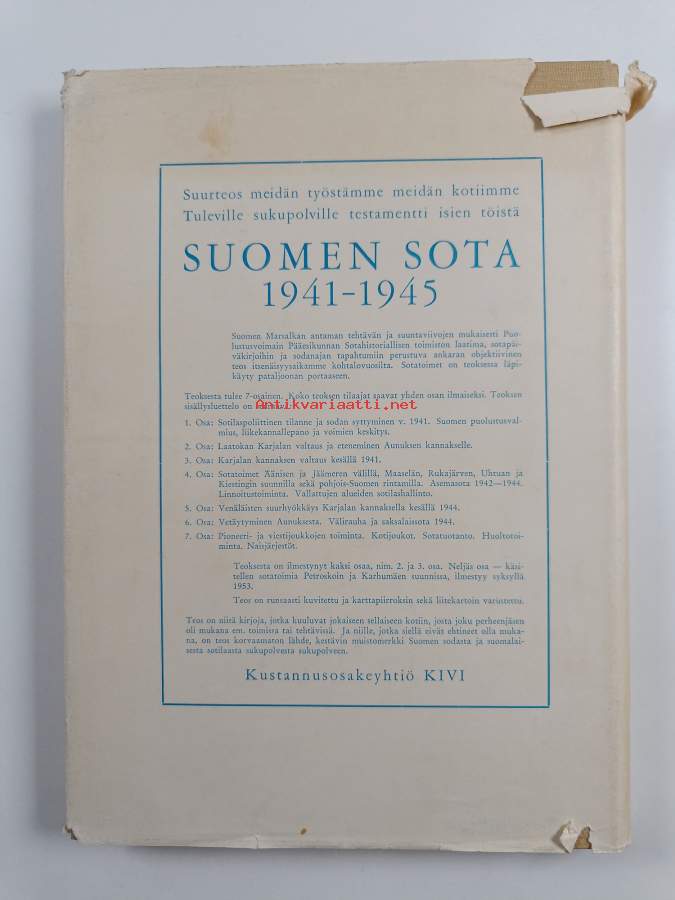 Suurteos meidän työstämme meidän kotiimme
Tuleville sukupolville testamentti isien töistä
SUOMEN SOTA
1941-1945
Suomen Marsalkan antaman tehtävän ja suuntaviivojen mukaisesti Puo-
lustusvoimain Pääesikunnan Sotahistoriallisen toimiston laatima, sotapäi-
väkirjoihin ja sodanajan tapahtumiin perustuva ankaran objektiivinen
teos itsenäisyysaikamme kohtalovuosilta. Sotatoimet on teoksessa läpi-
käyty pataljoonan portaaseen.
Teoksesta tulee 7-osainen. Koko teoksen tilaajat saavat yhden osan ilmaiseksi. Teoksen
sisällysluettelo on
Antikvariaatti.net
1. Osa: Sotilaspoliittinen tilanne ja sodan syttyminen v. 1941. Suomen puolustusval-
mius, liikekannallepano ja voimien keskitys.
2. Osa: Laatokan Karjalan valtaus ja eteneminen Aunuksen kannakselle.
3. Osa: Karjalan kannaksen valtaus kesällä 1941.
4. Osa: Sotatoimet Äänisen ja Jäämeren välillä, Maaselän, Rukajärven, Uhtuan ja
Kiestingin suunnilla sekä pohjois-Suomen rintamilla. Asemasota 1942—1944.
Linnoitustoiminta. Vallattujen alueiden sotilashallinto.
5. Osa: Venäläisten suurhyökkäys Karjalan kannaksella kesällä 1944.
6. Osa: Vetäytyminen Aunuksesta. Välirauha ja saksalaissota 1944.
7. Osa: Pioneeri- ja viestijoukkojen toiminta. Kotijoukot. Sotatuotanto. Huoltotoi-
minta. Naisjärjestöt.
Teoksesta on ilmestynyt kaksi osaa, nim. 2. ja 3. osa. Neljäs osa — käsi-
tellen sotatoimia Petroskoin ja Karhumäen suunnissa, ilmestyy syksyllä
1953.
Teos on runsaasti kuvitettu ja karttapiirroksin sekä liitekartoin varustettu.
Teos on niitä kirjoja, jotka kuuluvat jokaiseen sellaiseen kotiin, josta joku perheenjäsen
oli mukana em. toimissa tai tehtävissä. Ja niille, jotka siellä eivät ehtineet olla muka-
na, on teos korvaamaton lähde, kestävin muistomerkki Suomen sodasta ja suomalai-
sesta sotilaasta sukupolvesta sukupolveen.
Kustannusosakeyhtiö KIVI